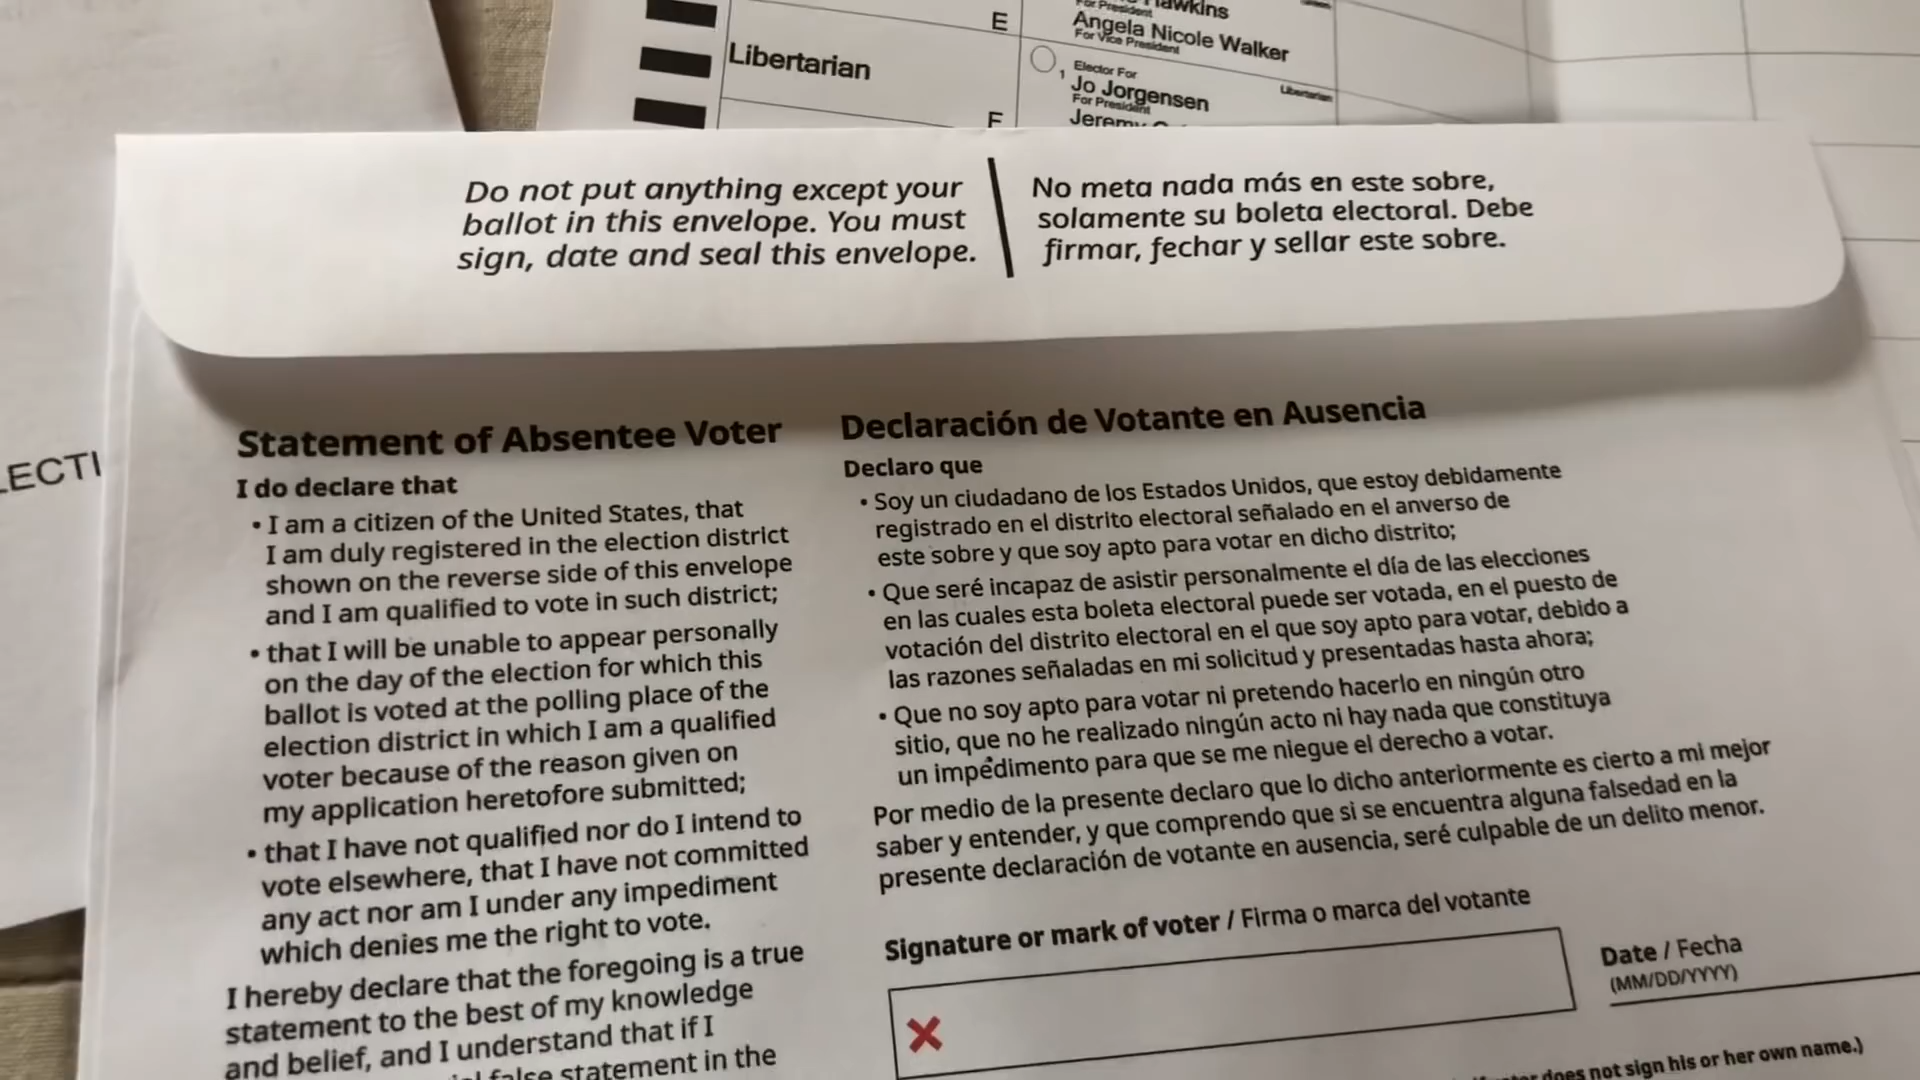 Hawkins
For President
Angela Nicole Walker
For Vice President
E
Libertarian
Elector For
1
Jo Jorgensen
Libertarian
For President
F
Do not put anything except your
ballot in this envelope. You must
sign, date and seal this envelope.
No meta nada más en este sobre,
solamente su boleta electoral. Debe
firmar, fechar y sellar este sobre.
LECTI
Statement of Absentee Voter
I do declare that
• I am a citizen of the United States, that
I am duly registered in the election district
shown on the reverse side of this envelope
and I am qualified to vote in such district;
• that I will be unable to appear personally
on the day of the election for which this
ballot is voted at the polling place of the
election district in which I am a qualified
voter because of the reason given on
my application heretofore submitted;
• that I have not qualified nor do I intend to
vote elsewhere, that I have not committed
any act nor am I under any impediment
which denies me the right to vote.
I hereby declare that the foregoing is a true
statement to the best of my knowledge
and belief, and I understand that if I
false statement in the
Declaración de Votante en Ausencia
Declaro que
• Soy un ciudadano de los Estados Unidos, que estoy debidamente
registrado en el distrito electoral señalado en el anverso de
este sobre y que soy apto para votar en dicho distrito;
• Que seré incapaz de asistir personalmente el día de las elecciones
en las cuales esta boleta electoral puede ser votada, en el puesto de
votación del distrito electoral en el que soy apto para votar, debido a
las razones señaladas en mi solicitud y presentadas hasta ahora;
• Que no soy apto para votar ni pretendo hacerlo en ningún otro
sitio, que no he realizado ningún acto ni hay nada que constituya
un impedimento para que se me niegue el derecho a votar.
Por medio de la presente declaro que lo dicho anteriormente es cierto a mi mejor
saber y entender, y que comprendo que si se encuentra alguna falsedad en la
presente declaración de votante en ausencia, seré culpable de un delito menor.
Signature or mark of voter / Firma o marca del votante
Date / Fecha
(MM/DD/YYYY)
does not sign his or her own name.)